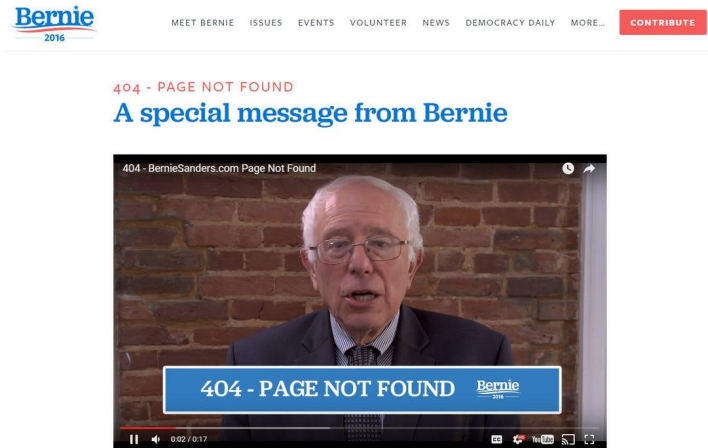 Bernie
2016
MEET BERNIE ISSUES EVENTS VOLUNTEER NEWS DEMOCRACY DAILY MORE... CONTRIBUTE
404 - PAGE NOT FOUND
A special message from Bernie
404 - BernieSanders.com Page Not Found
404 - PAGE NOT FOUND Bernie
2016
0:02 / 0:17 CC HD YouTube